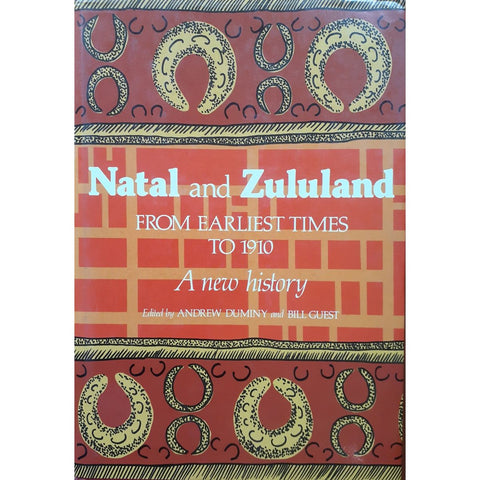 Natal and Zululand
FROM EARLIEST TIMES
TO 1910
A new history
Edited by ANDREW DUMINY and BILL GUEST